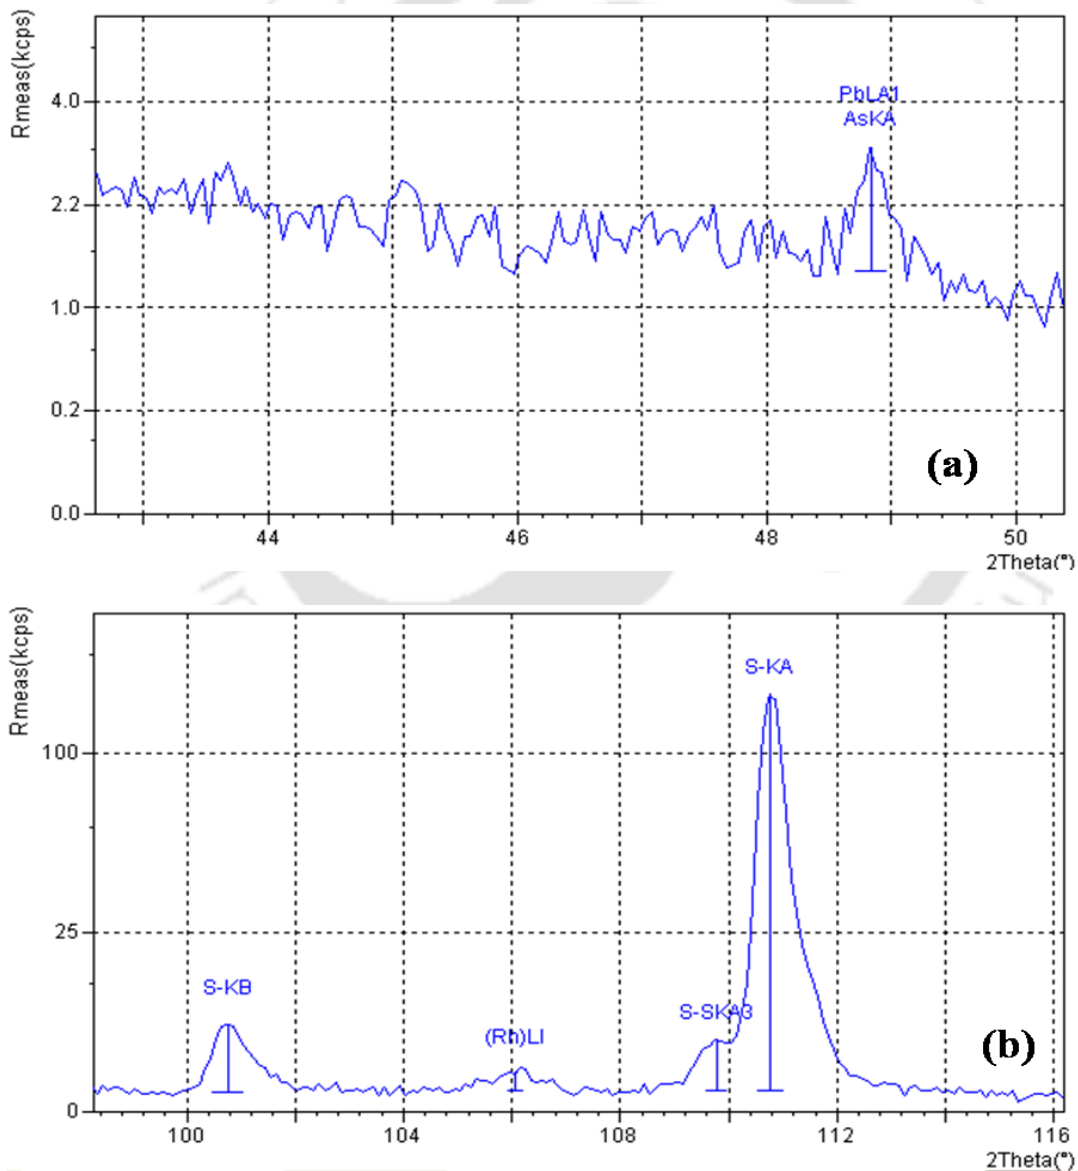 Rmeas(kcps)
4.0
2.2
1.0
0.2
0.0
PbLA1
AsKA
(a)
44 46 48 50
2Theta(°)
Rmeas(kcps)
100
25
0
S-KA
S-KB
(Rh)LI
S-SKA3
(b)
100 104 108 112 116
2Theta(°)